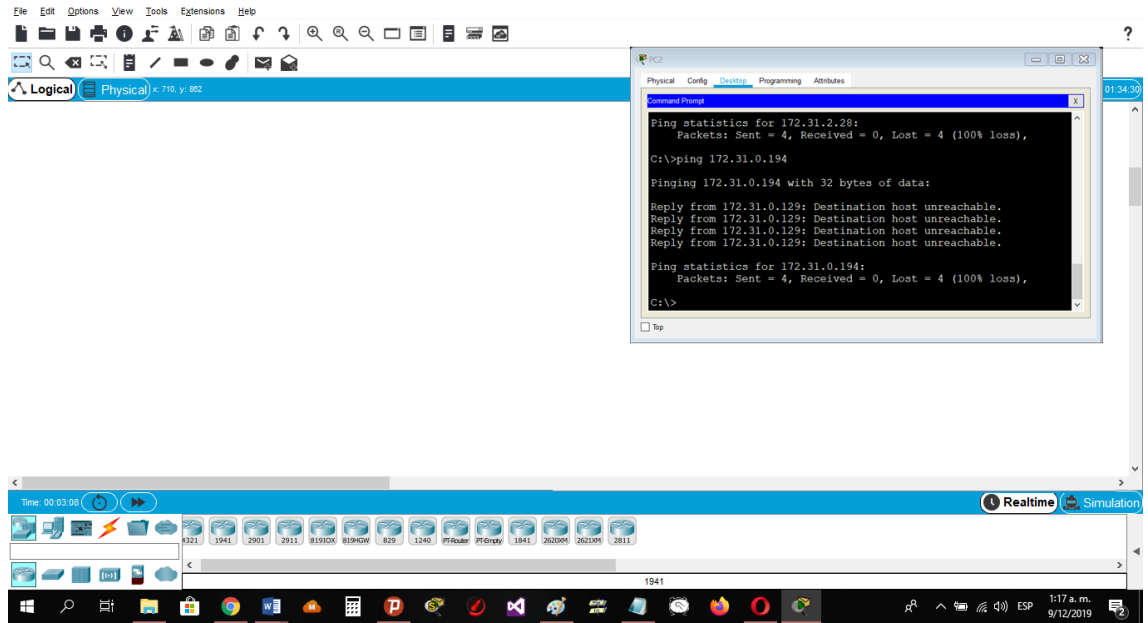 File Edit Options View Tools Extensions Help
?
PC2
Physical Config Desktop Programming Attributes
Logical Physical x: 710, y: 862
01:34:30
Command Prompt X
Ping statistics for 172.31.2.28:
Packets: Sent = 4, Received = 0, Lost = 4 (100% loss),
C:\>ping 172.31.0.194
Pinging 172.31.0.194 with 32 bytes of data:
Reply from 172.31.0.129: Destination host unreachable.
Reply from 172.31.0.129: Destination host unreachable.
Reply from 172.31.0.129: Destination host unreachable.
Reply from 172.31.0.129: Destination host unreachable.
Ping statistics for 172.31.0.194:
Packets: Sent = 4, Received = 0, Lost = 4 (100% loss),
C:\>
Top
Time: 00:03:08
Realtime Simulation
4321 1941 2901 2911 819IOX 819HGW 829 1240 PT-Router PT-Empty 1841 2620XM 2621XM 2811
1941
ESP
1:17 a. m.
9/12/2019
2